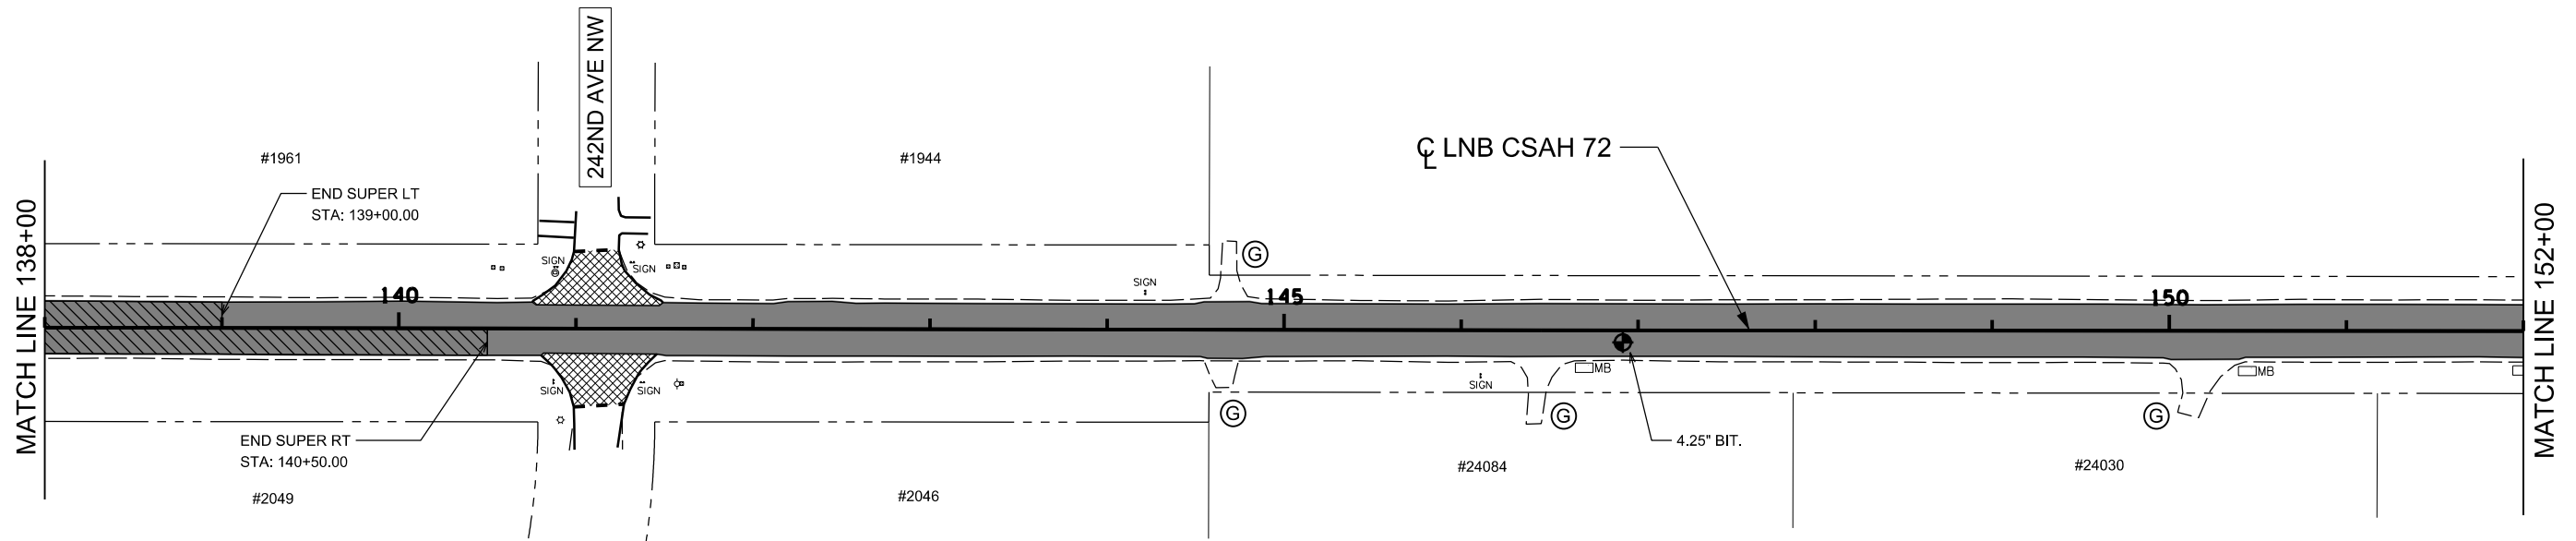 242ND AVE NW
#1961
#1944
℄ LNB CSAH 72
END SUPER LT
STA: 139+00.00
MATCH LINE 138+00
MATCH LINE 152+00
G
SIGN
SIGN
SIGN
140
145
150
MB
MB
SIGN
SIGN
SIGN
G
G
G
END SUPER RT
STA: 140+50.00
4.25" BIT.
#24084
#24030
#2049
#2046